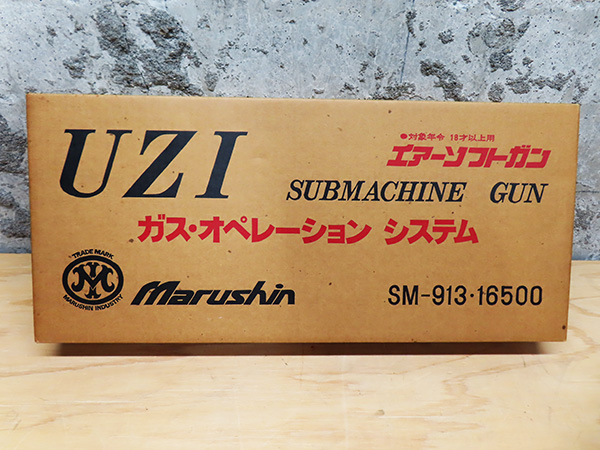 UZI
●対象年令 18才以上用
エアーソフトガン
SUBMACHINE GUN
ガス・オペレーション システム
TRADE MARK
M
MARUSHIN INDUSTRY
Marushin
SM-913・16500